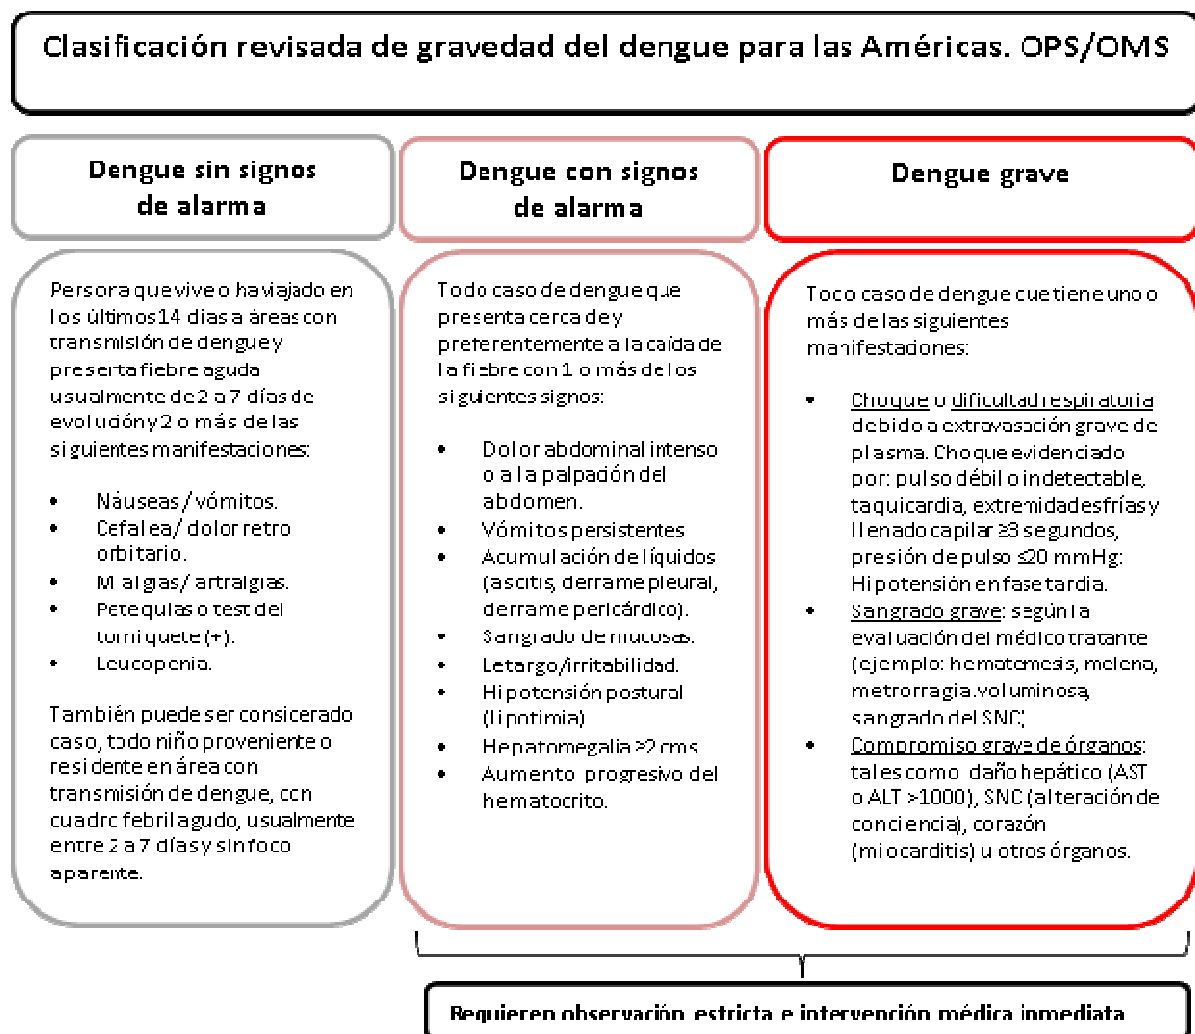 Clasificación revisada de gravedad del dengue para las Américas. OPS/OMS
Dengue sin signos
de alarma
Persona que vive o ha viajado en
los últimos 14 días a áreas con
transmisión de dengue y
presenta fiebre aguda
usualmente de 2 a 7 días de
evolución y 2 o más de las
siguientes manifestaciones:
• Náuseas / vómitos.
• Cefalea / dolor retro
orbitario.
• Mialgias / artralgias.
• Petequias o test del
torniquete (+).
• Leucopenia.
También puede ser considerado
caso, todo niño proveniente o
residente en área con
transmisión de dengue, con
cuadro febril agudo, usualmente
entre 2 a 7 días y sin foco
aparente.
Dengue con signos
de alarma
Todo caso de dengue que
presenta cerca de y
preferentemente a la caída de
la fiebre con 1 o más de los
siguientes signos:
• Dolor abdominal intenso
o a la palpación del
abdomen.
• Vómitos persistentes
• Acumulación de líquidos
(ascitis, derrame pleural,
derrame pericárdico).
• Sangrado de mucosas.
• Letargo/irritabilidad.
• Hipotensión postural
(Lipotimia)
• Hepatomegalia ≥2 cms
• Aumento progresivo del
hematocrito.
Dengue grave
Todo caso de dengue que tiene uno o
más de las siguientes
manifestaciones:
• Choque o dificultad respiratoria
debido a extravasación grave de
plasma. Choque evidenciado
por: pulso débil o indetectable,
taquicardia, extremidades frías y
llenado capilar ≥3 segundos,
presión de pulso ≤20 mmHg:
Hipotensión en fase tardía.
• Sangrado grave: según la
evaluación del médico tratante
(ejemplo: hematemesis, melena,
metrorragia.voluminosa,
sangrado del SNC)
• Compromiso grave de órganos:
tales como daño hepático (AST
o ALT >1000), SNC (alteración de
conciencia), corazón
(miocarditis) u otros órganos.
Requieren observación estricta e intervención médica inmediata